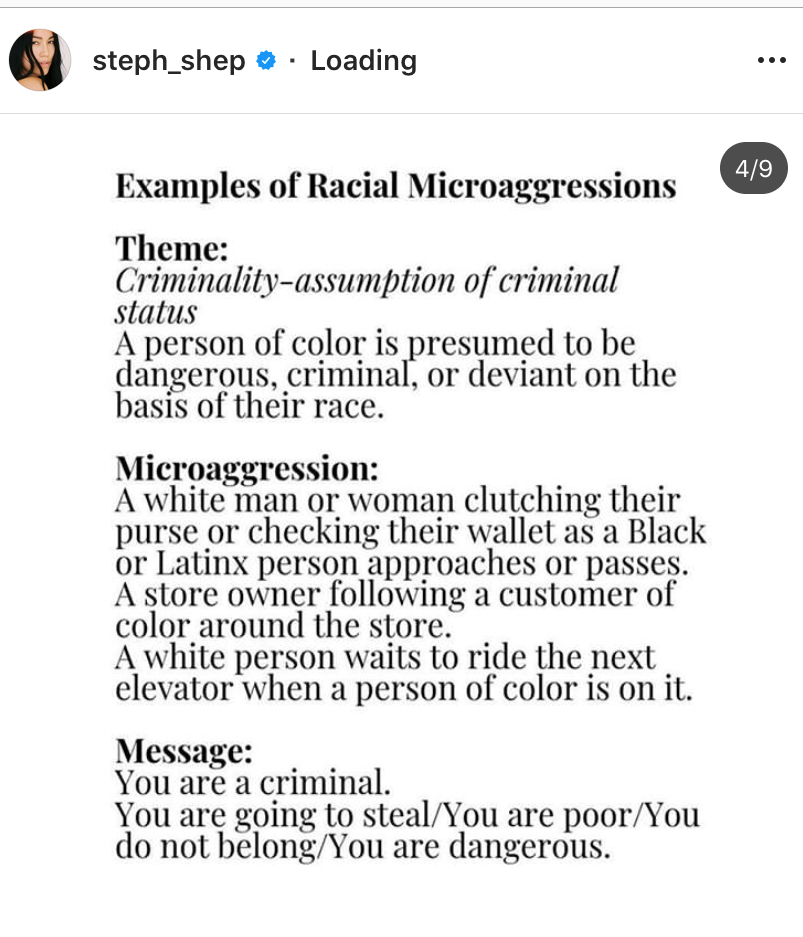 steph_shep · Loading
4/9
Examples of Racial Microaggressions
Theme:
Criminality-assumption of criminal
status
A person of color is presumed to be
dangerous, criminal, or deviant on the
basis of their race.
Microaggression:
A white man or woman clutching their
purse or checking their wallet as a Black
or Latinx person approaches or passes.
A store owner following a customer of
color around the store.
A white person waits to ride the next
elevator when a person of color is on it.
Message:
You are a criminal.
You are going to steal/You are poor/You
do not belong/You are dangerous.